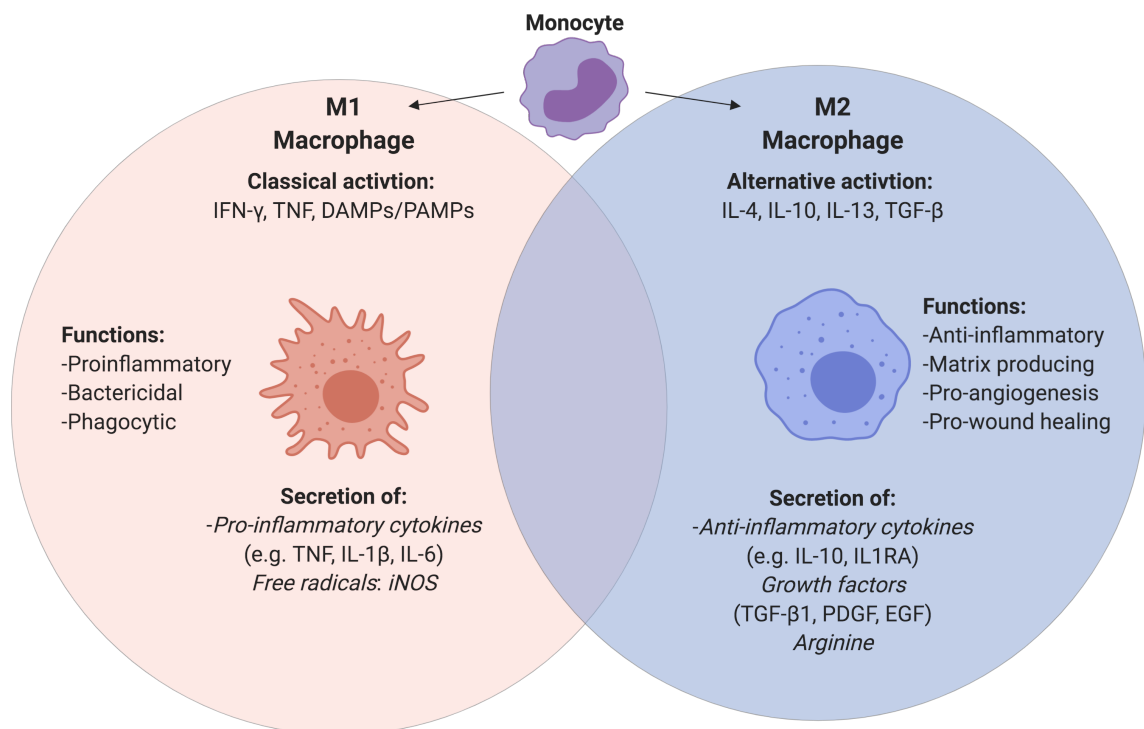 Monocyte
M1
Macrophage
Classical activtion:
IFN-γ, TNF, DAMPs/PAMPs
Functions:
-Proinflammatory
-Bactericidal
-Phagocytic
Secretion of:
-Pro-inflammatory cytokines
(e.g. TNF, IL-1β, IL-6)
Free radicals: iNOS
M2
Macrophage
Alternative activtion:
IL-4, IL-10, IL-13, TGF-β
Functions:
-Anti-inflammatory
-Matrix producing
-Pro-angiogenesis
-Pro-wound healing
Secretion of:
-Anti-inflammatory cytokines
(e.g. IL-10, IL1RA)
Growth factors
(TGF-β1, PDGF, EGF)
Arginine